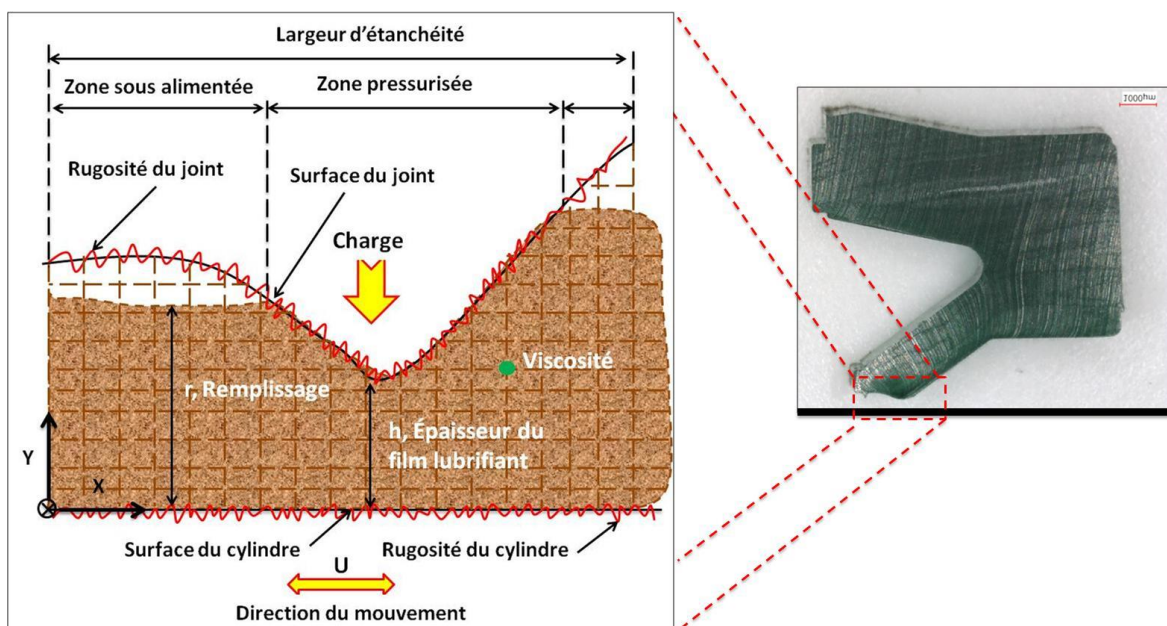 Largeur d'étanchéité
Zone sous alimentée
Zone pressurisée
Rugosité du joint
Surface du joint
Charge
Viscosité
r, Remplissage
h, Épaisseur du
film lubrifiant
Y
X
Surface du cylindre
Rugosité du cylindre
U
Direction du mouvement
1000µm